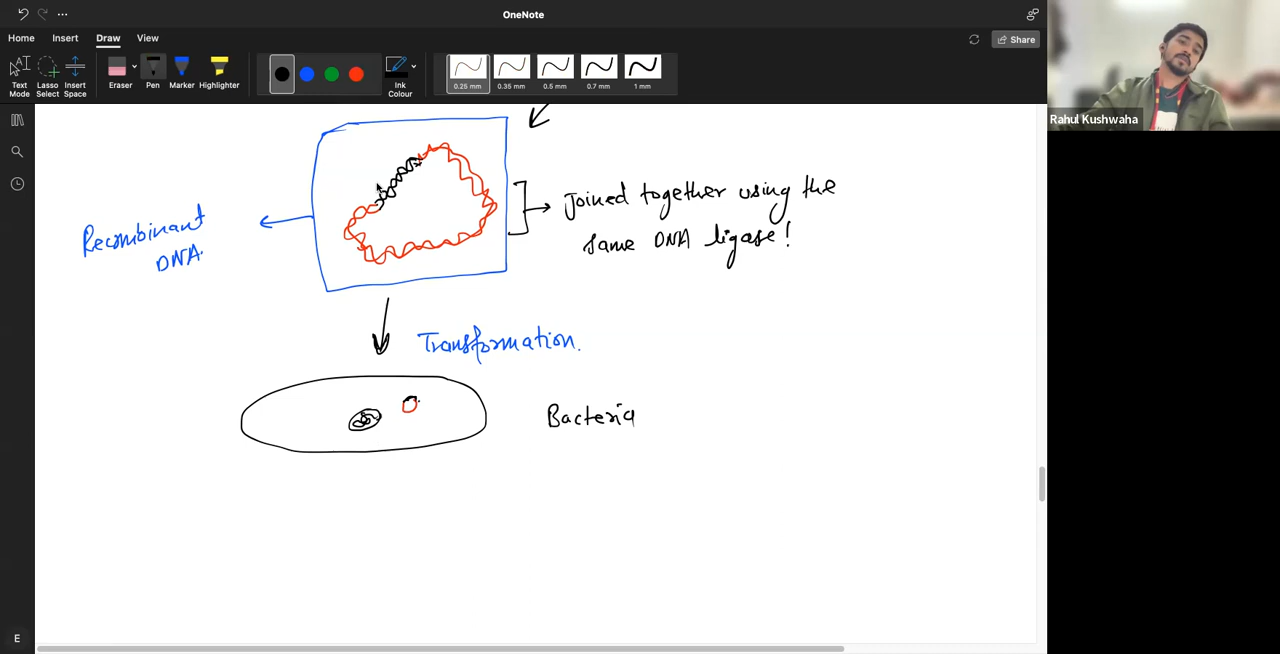 OneNote
Home Insert Draw View
Share
Text Mode
Lasso Select
Insert Space
Eraser
Pen
Marker
Highlighter
Ink Colour
0.25 mm 0.35 mm 0.5 mm 0.7 mm 1 mm
Rahul Kushwaha
Recombinant
DNA.
Joined together using the
same DNA ligase!
Transformation.
Bacteria
E